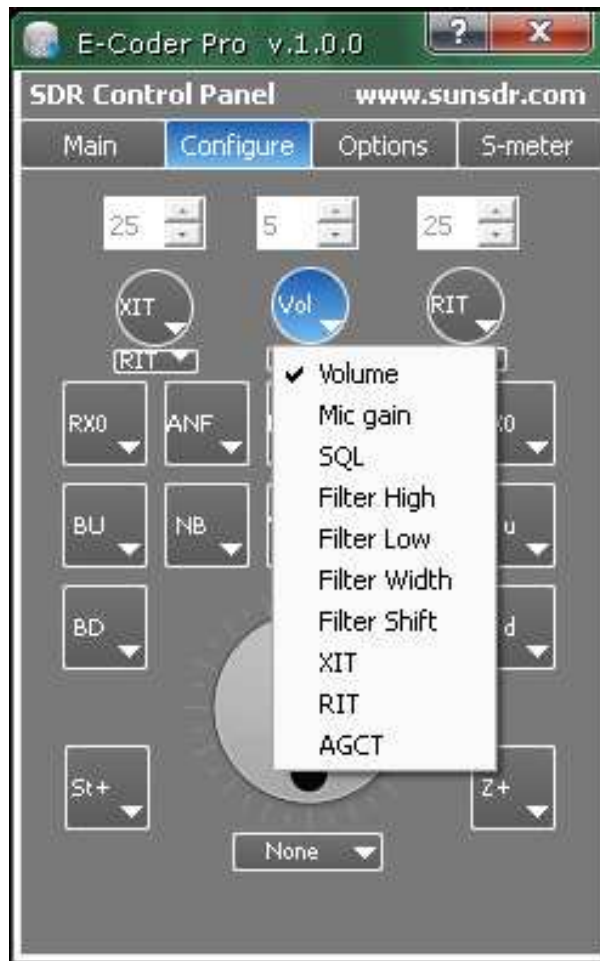 E-Coder Pro v.1.0.0 ?
SDR Control Panel www.sunsdr.com
Main Configure Options S-meter
25 5 25
XIT Vol RIT
RIT
Volume
RX0 ANF
Mic gain
SQL
Filter High
BU NB
Filter Low
Filter Width
Filter Shift
BD
XIT
RIT
AGCT
St+ Z+
None